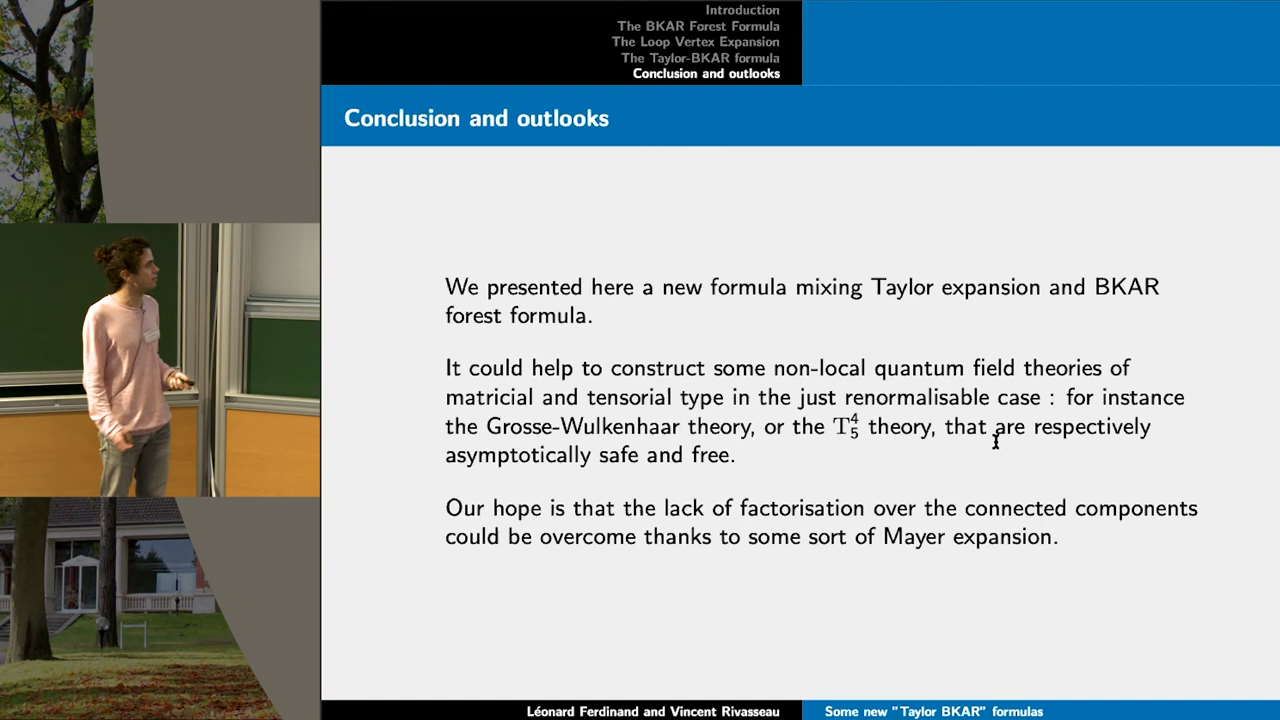 Introduction
The BKAR Forest Formula
The Loop Vertex Expansion
The Taylor-BKAR formula
Conclusion and outlooks
Conclusion and outlooks
We presented here a new formula mixing Taylor expansion and BKAR
forest formula.
It could help to construct some non-local quantum field theories of
matricial and tensorial type in the just renormalisable case : for instance
the Grosse-Wulkenhaar theory, or the T₅⁴ theory, that are respectively
asymptotically safe and free.
Our hope is that the lack of factorisation over the connected components
could be overcome thanks to some sort of Mayer expansion.
Léonard Ferdinand and Vincent Rivasseau
Some new "Taylor BKAR" formulas